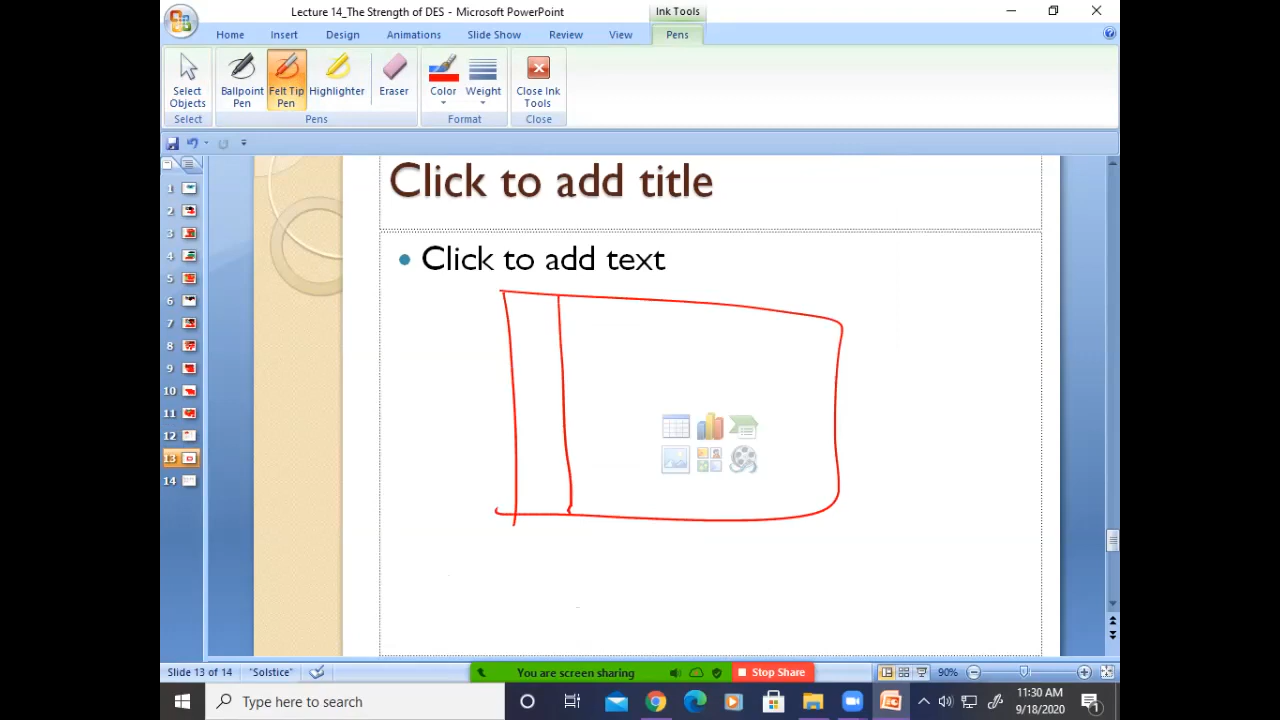 Lecture 14_The Strength of DES - Microsoft PowerPoint
Ink Tools
Home Insert Design Animations Slide Show Review View Pens
Select Objects
Ballpoint Pen
Felt Tip Pen
Highlighter
Eraser
Color
Weight
Close Ink Tools
Select Pens Format Close
Click to add title
• Click to add text
1
2
3
4
5
6
7
8
9
10
11
12
13
14
Slide 13 of 14 "Solstice" You are screen sharing Stop Share 90%
Type here to search 11:30 AM
9/18/2020
1